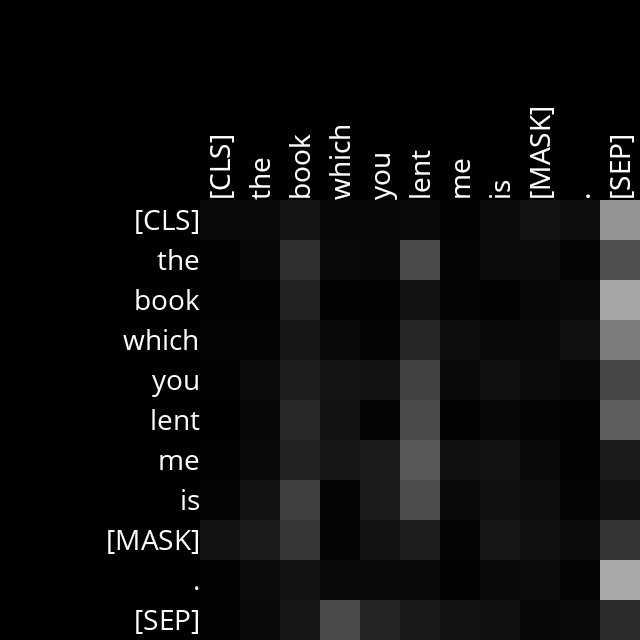 [CLS] the book which you lent me is [MASK] . [SEP]
[CLS]
the
book
which
you
lent
me
is
[MASK]
.
[SEP]